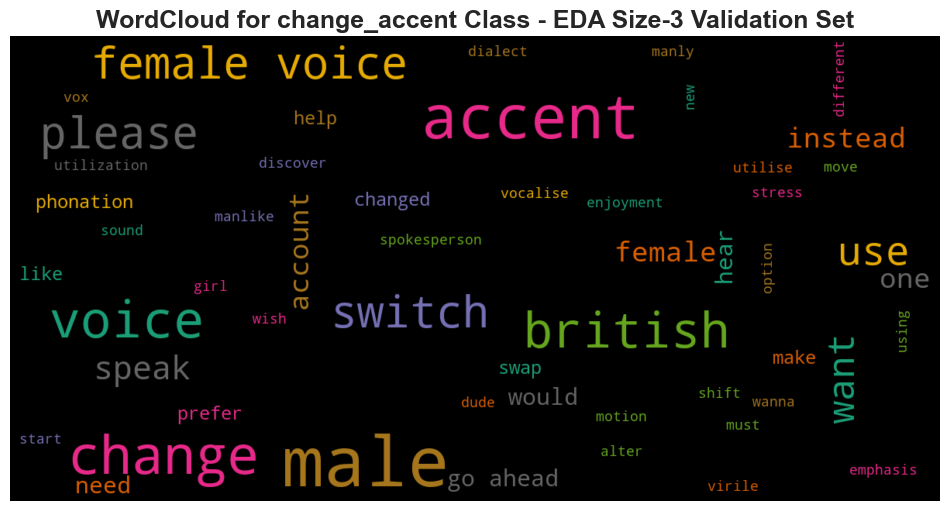 WordCloud for change_accent Class - EDA Size-3 Validation Set
female voice
dialect
manly
different
vox
new
please
help
accent
instead
utilization
discover
utilise
move
phonation
manlike
account
changed
vocalise
enjoyment
stress
sound
spokesperson
female
hear
option
use
like
girl
one
voice
wish
switch
british
using
speak
swap
make
want
prefer
dude
would
shift
wanna
motion
must
start
change
male
alter
need
go ahead
virile
emphasis